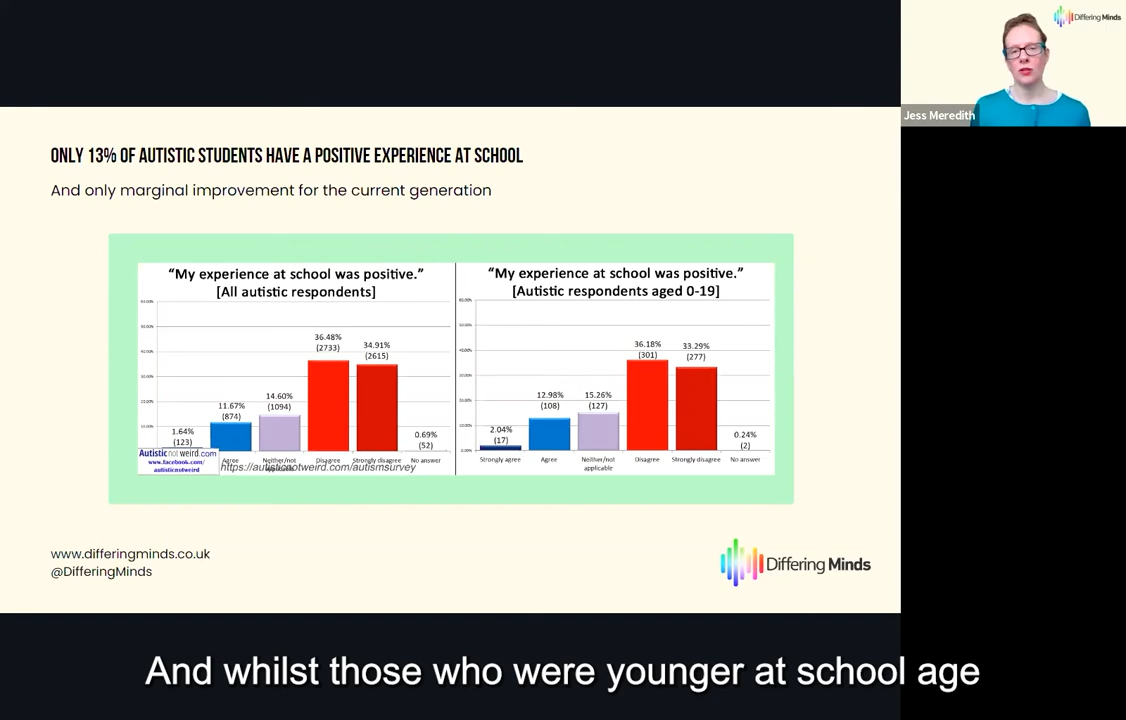 Differing Minds
Jess Meredith
ONLY 13% OF AUTISTIC STUDENTS HAVE A POSITIVE EXPERIENCE AT SCHOOL
And only marginal improvement for the current generation
“My experience at school was positive.”
[All autistic respondents]
36.48%
(2733)
34.91%
(2615)
14.60%
(1094)
11.67%
(874)
1.64%
(123)
0.69%
(52)
Autisticnotweird.com
www.facebook.com/
autisticnotweird
Agree
Neither/not
applicable
Disagree
Strongly disagree
No answer
https://autisticnotweird.com/autismsurvey
“My experience at school was positive.”
[Autistic respondents aged 0-19]
36.18%
(301)
33.29%
(277)
12.98%
(108)
15.26%
(127)
2.04%
(17)
0.24%
(2)
Strongly agree
Agree
Neither/not
applicable
Disagree
Strongly disagree
No answer
www.differingminds.co.uk
@DifferingMinds
Differing Minds
And whilst those who were younger at school age